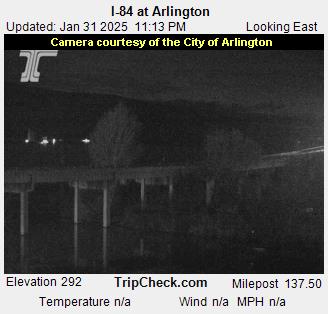 I-84 at Arlington
Updated: Jan 31 2025 11:13 PM Looking East
Camera courtesy of the City of Arlington
Elevation 292 TripCheck.com Milepost 137.50
Temperature n/a Wind n/a MPH n/a